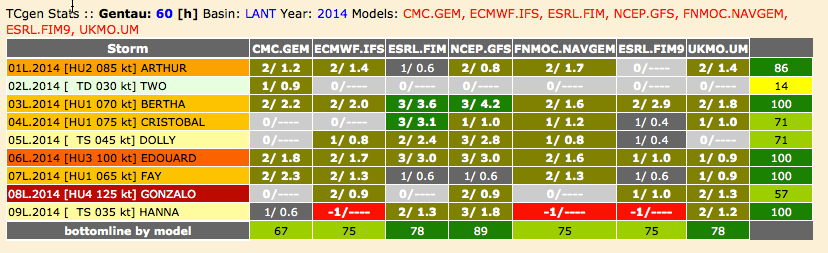 TCgen Stats :: Gentau: 60 [h] Basin: LANT Year: 2014 Models: CMC.GEM, ECMWF.IFS, ESRL.FIM, NCEP.GFS, FNMOC.NAVGEM,
ESRL.FIM9, UKMO.UM
Storm CMC.GEM ECMWF.IFS ESRL.FIM NCEP.GFS FNMOC.NAVGEM ESRL.FIM9 UKMO.UM
01L.2014 [HU2 085 kt] ARTHUR 2/ 1.2 2/ 1.4 1/ 0.6 2/ 0.8 2/ 1.7 0/---- 2/ 1.4 86
02L.2014 [ TD 030 kt] TWO 1/ 0.9 0/---- 0/---- 0/---- 0/---- 0/---- 0/---- 14
03L.2014 [HU1 070 kt] BERTHA 2/ 2.2 2/ 2.0 3/ 3.6 3/ 4.2 2/ 1.6 2/ 2.9 2/ 1.8 100
04L.2014 [HU1 075 kt] CRISTOBAL 0/---- 0/---- 3/ 3.1 1/ 1.0 1/ 1.2 1/ 0.4 1/ 1.0 71
05L.2014 [ TS 045 kt] DOLLY 0/---- 1/ 0.8 2/ 2.4 3/ 2.8 1/ 0.8 1/ 0.4 0/---- 71
06L.2014 [HU3 100 kt] EDOUARD 2/ 1.8 2/ 1.7 3/ 3.0 3/ 3.0 2/ 1.6 1/ 1.0 1/ 0.9 100
07L.2014 [HU1 065 kt] FAY 2/ 2.3 2/ 1.3 1/ 0.6 1/ 0.6 2/ 1.3 1/ 0.6 1/ 0.9 100
08L.2014 [HU4 125 kt] GONZALO 0/---- 2/ 0.9 0/---- 2/ 0.9 0/---- 1/ 1.0 2/ 1.3 57
09L.2014 [ TS 035 kt] HANNA 1/ 0.6 -1/---- 2/ 1.3 3/ 1.8 -1/---- -1/---- 2/ 1.2 100
bottomline by model 67 75 78 89 75 75 78